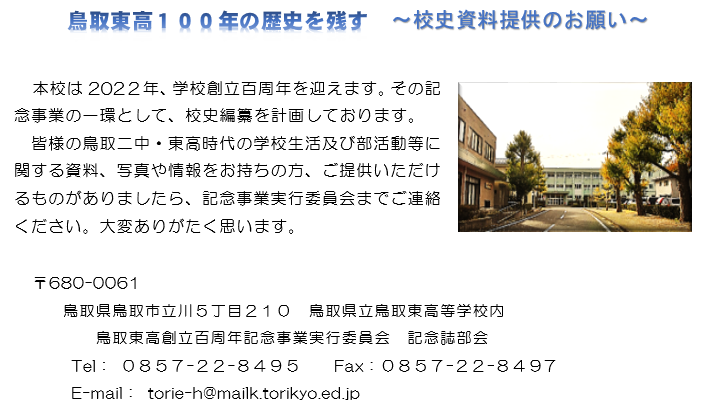 鳥取東高１００年の歴史を残す　～校史資料提供のお願い～
本校は２０２２年、学校創立百周年を迎えます。その記
念事業の一環として、校史編纂を計画しております。
皆様の鳥取二中・東高時代の学校生活及び部活動等に
関する資料、写真や情報をお持ちの方、ご提供いただけ
るものがありましたら、記念事業実行委員会までご連絡
ください。大変ありがたく思います。
〒680-0061
鳥取県鳥取市立川５丁目２１０　鳥取県立鳥取東高等学校内
鳥取東高創立百周年記念事業実行委員会　記念誌部会
Tel：　０８５７-２２-８４９５　　Fax：０８５７-２２-８４９７
E-mail：　torie-h@mailk.torikyo.ed.jp